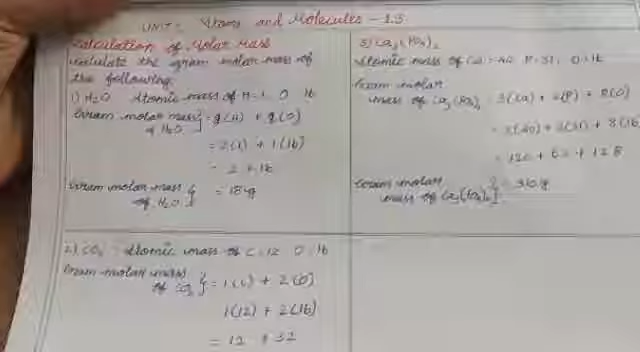 UNIT: Atoms and Molecules - 1.3
Calculation of Molar Mass
Calculate the gram molar mass of
the following
1) H₂O Atomic mass of H = 1, O = 16
Gram molar mass } = 2(H) + 1(O)
of H₂O
= 2(1) + 1(16)
= 2 + 16
Gram molar mass } = 18g
of H₂O
2) CO₂ : Atomic mass of C = 12 O = 16
Gram molar mass
of CO₂ } = 1(C) + 2(O)
1(12) + 2(16)
= 12 + 32
3) Ca₃(PO₄)₂
Atomic mass of Ca = 40 P = 31, O = 16
Gram molar
mass of Ca₃(PO₄)₂ = 3(Ca) + 2(P) + 8(O)
= 3(40) + 2(31) + 8(16)
= 120 + 62 + 128
Gram molar } = 310g
mass of Ca₃(PO₄)₂